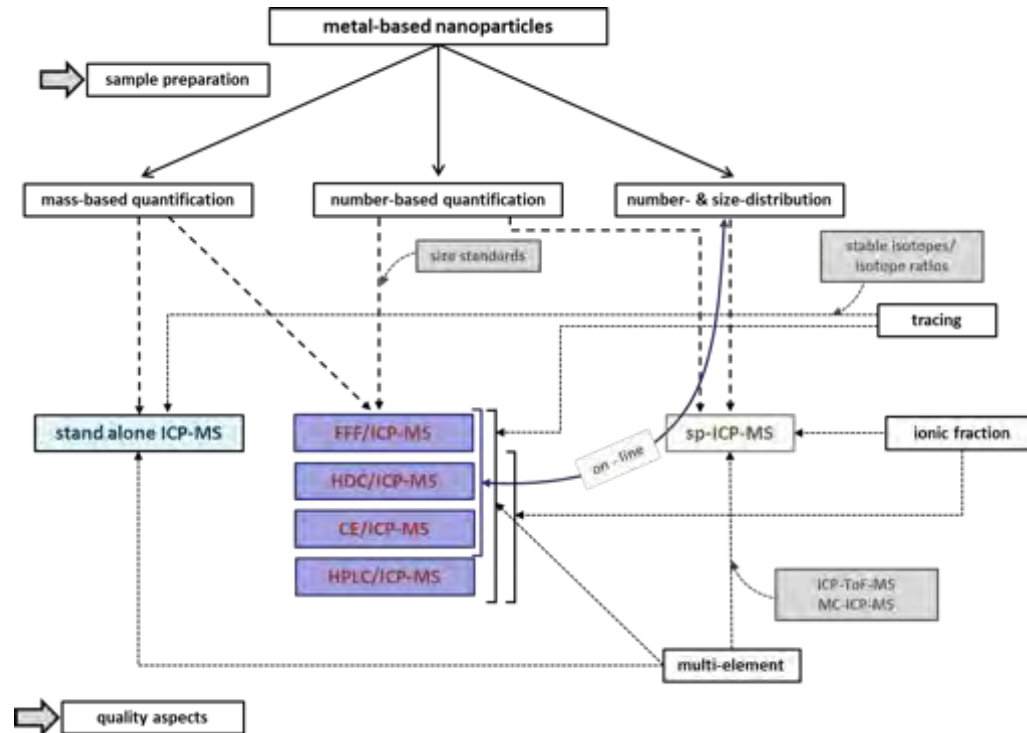 metal-based nanoparticles
sample preparation
mass-based quantification
number-based quantification
number- & size-distribution
size standards
stable isotopes/
isotope ratios
tracing
stand alone ICP-MS
FFF/ICP-MS
sp-ICP-MS
ionic fraction
on - line
HDC/ICP-MS
CE/ICP-MS
HPLC/ICP-MS
ICP-ToF-MS
MC-ICP-MS
multi-element
quality aspects